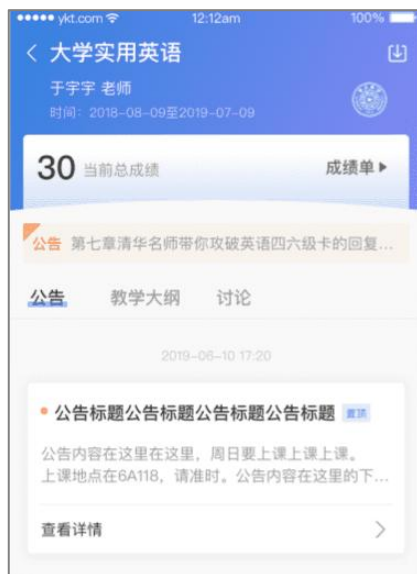 ykt.com 12:12am 100%
大学实用英语
于字字 老师
时间：2018-08-09至2019-07-09
30 当前总成绩 成绩单
公告 第七章清华名师带你攻破英语四六级卡的回复...
公告 教学大纲 讨论
2019-06-10 17:20
公告标题公告标题公告标题公告标题 置顶
公告内容在这里在这里，周日要上课上课上课。
上课地点在6A118，请准时。公告内容在这里的下...
查看详情